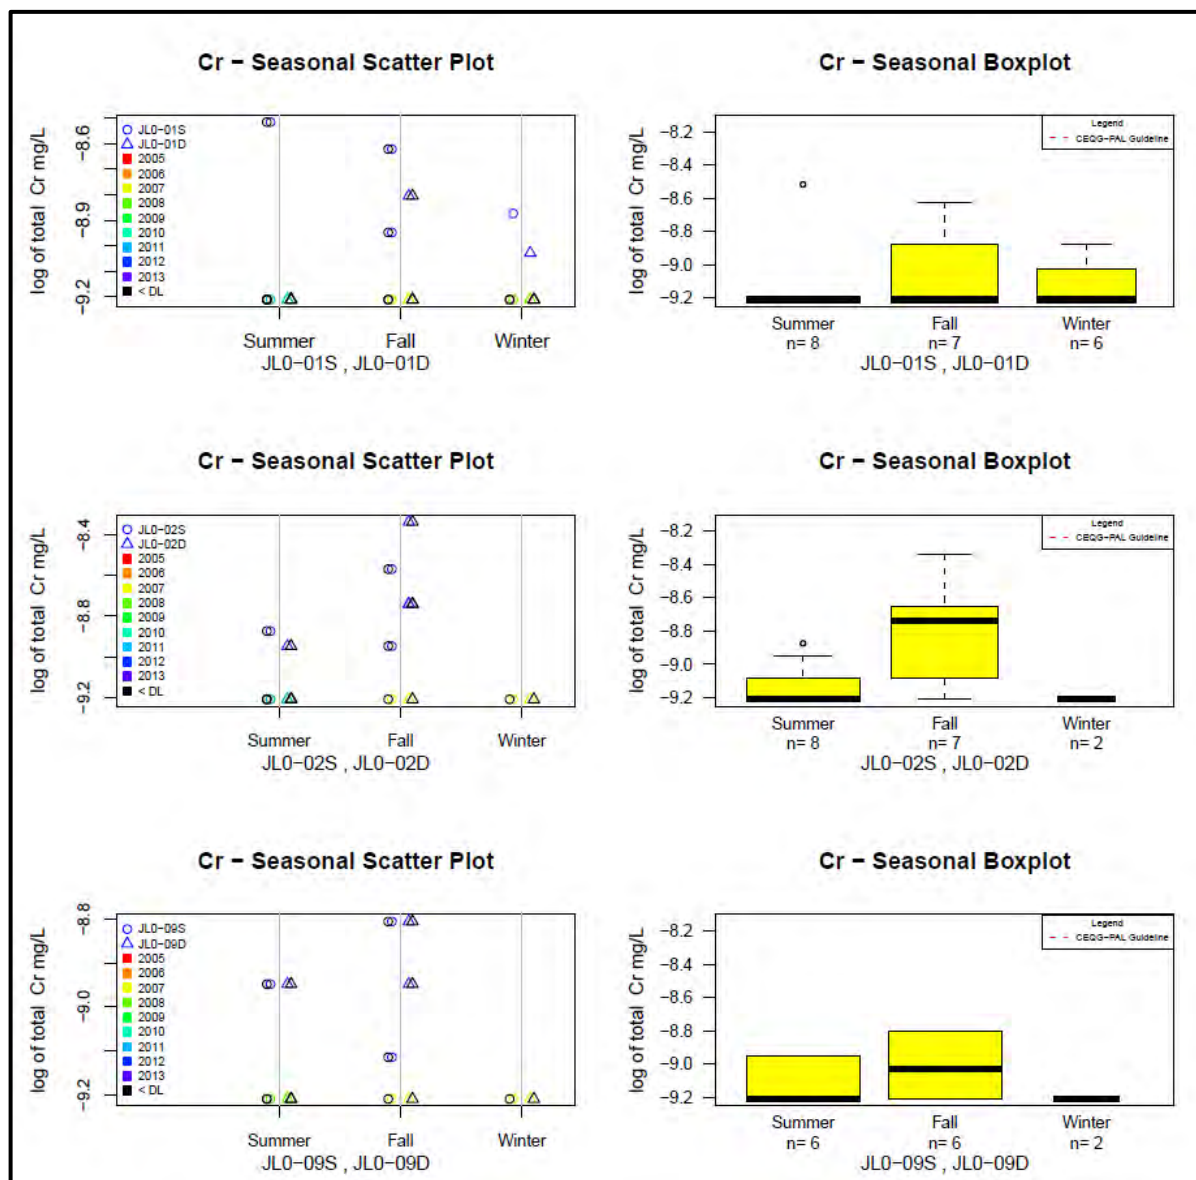 Cr − Seasonal Scatter Plot
log of total Cr mg/L
−8.6
−8.9
−9.2
JL0−01S
JL0−01D
2005
2006
2007
2008
2009
2010
2011
2012
2013
< DL
Summer Fall Winter
JL0−01S , JL0−01D
Cr − Seasonal Boxplot
log of total Cr mg/L
−8.2
−8.4
−8.6
−8.8
−9.0
−9.2
Legend
CEQG−PAL Guideline
Summer Fall Winter
n= 8 n= 7 n= 6
JL0−01S , JL0−01D
Cr − Seasonal Scatter Plot
log of total Cr mg/L
−8.4
−8.8
−9.2
JL0−02S
JL0−02D
2005
2006
2007
2008
2009
2010
2011
2012
2013
< DL
Summer Fall Winter
JL0−02S , JL0−02D
Cr − Seasonal Boxplot
log of total Cr mg/L
−8.2
−8.4
−8.6
−8.8
−9.0
−9.2
Legend
CEQG−PAL Guideline
Summer Fall Winter
n= 8 n= 7 n= 2
JL0−02S , JL0−02D
Cr − Seasonal Scatter Plot
log of total Cr mg/L
−8.8
−9.0
−9.2
JL0−09S
JL0−09D
2005
2006
2007
2008
2009
2010
2011
2012
2013
< DL
Summer Fall Winter
JL0−09S , JL0−09D
Cr − Seasonal Boxplot
log of total Cr mg/L
−8.2
−8.4
−8.6
−8.8
−9.0
−9.2
Legend
CEQG−PAL Guideline
Summer Fall Winter
n= 6 n= 6 n= 2
JL0−09S , JL0−09D